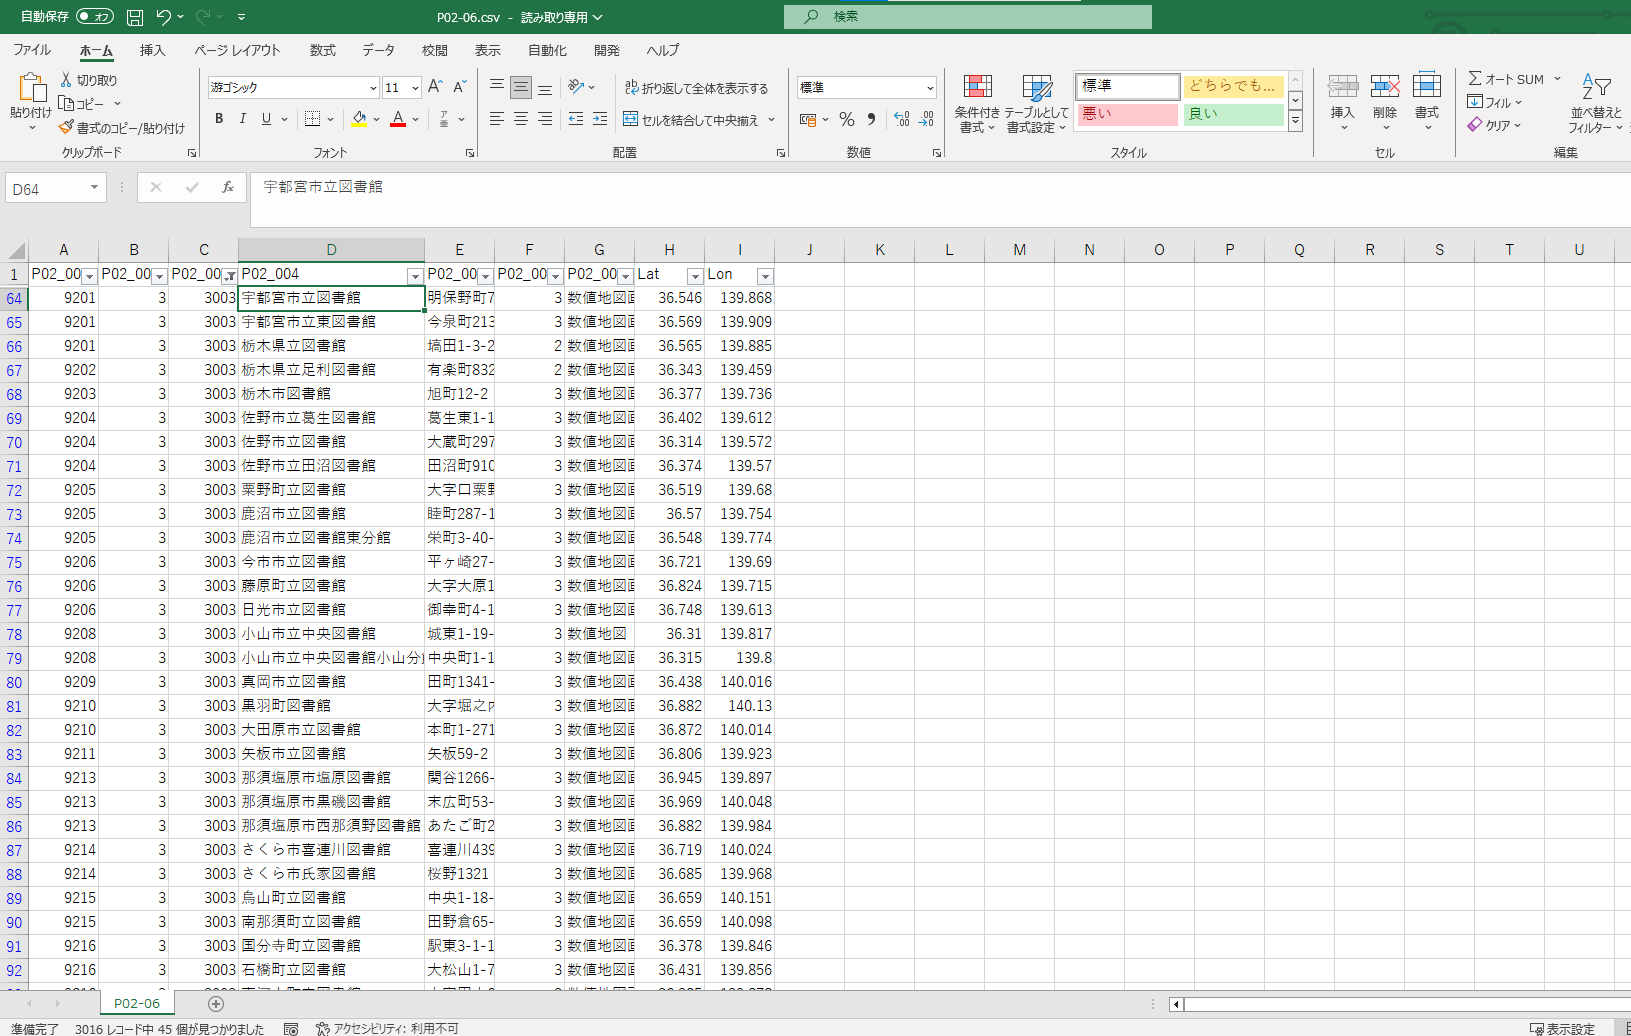 自動保存 オフ P02-06.csv - 読み取り専用 検索
ファイル ホーム 挿入 ページ レイアウト 数式 データ 校閲 表示 自動化 開発 ヘルプ
貼り付け 切り取り コピー 書式のコピー/貼り付け クリップボード
游ゴシック 11 B I U フォント
折り返して全体を表示する セルを結合して中央揃え 配置
標準 % 数値
条件付き書式 テーブルとして書式設定 標準 どちらでも... 悪い 良い スタイル
挿入 削除 書式 セル
オート SUM フィル クリア 並べ替えと フィルター 編集
D64 fx 宇都宮市立図書館
A B C D E F G H I J K L M N O P Q R S T U
1 P02_00 P02_00 P02_00 P02_004 P02_00 P02_00 P02_00 Lat Lon
64 9201 3 3003 宇都宮市立図書館 明保野町7 3 数値地図 36.546 139.868
65 9201 3 3003 宇都宮市立東図書館 今泉町213 3 数値地図 36.569 139.909
66 9201 3 3003 栃木県立図書館 塙田1-3-2 2 数値地図 36.565 139.885
67 9202 3 3003 栃木県立足利図書館 有楽町832 2 数値地図 36.343 139.459
68 9203 3 3003 栃木市図書館 旭町12-2 3 数値地図 36.377 139.736
69 9204 3 3003 佐野市立葛生図書館 葛生東1-1 3 数値地図 36.402 139.612
70 9204 3 3003 佐野市立図書館 大蔵町297 3 数値地図 36.314 139.572
71 9204 3 3003 佐野市立田沼図書館 田沼町910 3 数値地図 36.374 139.57
72 9205 3 3003 粟野町立図書館 大字口粟野 3 数値地図 36.519 139.68
73 9205 3 3003 鹿沼市立図書館 睦町287-1 3 数値地図 36.57 139.754
74 9205 3 3003 鹿沼市立図書館東分館 栄町3-40- 3 数値地図 36.548 139.774
75 9206 3 3003 今市市立図書館 平ヶ崎27- 3 数値地図 36.721 139.69
76 9206 3 3003 藤原町立図書館 大字大原1 3 数値地図 36.824 139.715
77 9206 3 3003 日光市立図書館 御幸町4-1 3 数値地図 36.748 139.613
78 9208 3 3003 小山市立中央図書館 城東1-19- 3 数値地図 36.31 139.817
79 9208 3 3003 小山市立中央図書館小山分 中央町1-1 3 数値地図 36.315 139.8
80 9209 3 3003 真岡市立図書館 田町1341- 3 数値地図 36.438 140.016
81 9210 3 3003 黒羽町図書館 大字堀之内 3 数値地図 36.882 140.13
82 9210 3 3003 大田原市立図書館 本町1-271 3 数値地図 36.872 140.014
83 9211 3 3003 矢板市立図書館 矢板59-2 3 数値地図 36.806 139.923
84 9213 3 3003 那須塩原市塩原図書館 関谷1266- 3 数値地図 36.945 139.897
85 9213 3 3003 那須塩原市黒磯図書館 末広町53- 3 数値地図 36.969 140.048
86 9213 3 3003 那須塩原市西那須野図書館 あたご町2 3 数値地図 36.882 139.984
87 9214 3 3003 さくら市喜連川図書館 喜連川439 3 数値地図 36.719 140.024
88 9214 3 3003 さくら市氏家図書館 桜野1321 3 数値地図 36.685 139.968
89 9215 3 3003 烏山町立図書館 中央1-18- 3 数値地図 36.659 140.151
90 9215 3 3003 南那須町立図書館 田野倉65- 3 数値地図 36.659 140.098
91 9216 3 3003 国分寺町立図書館 駅東3-1-1 3 数値地図 36.378 139.846
92 9216 3 3003 石橋町立図書館 大松山1-7 3 数値地図 36.431 139.856
P02-06
準備完了 3016 レコード中 45 個が見つかりました アクセシビリティ: 利用不可 表示設定